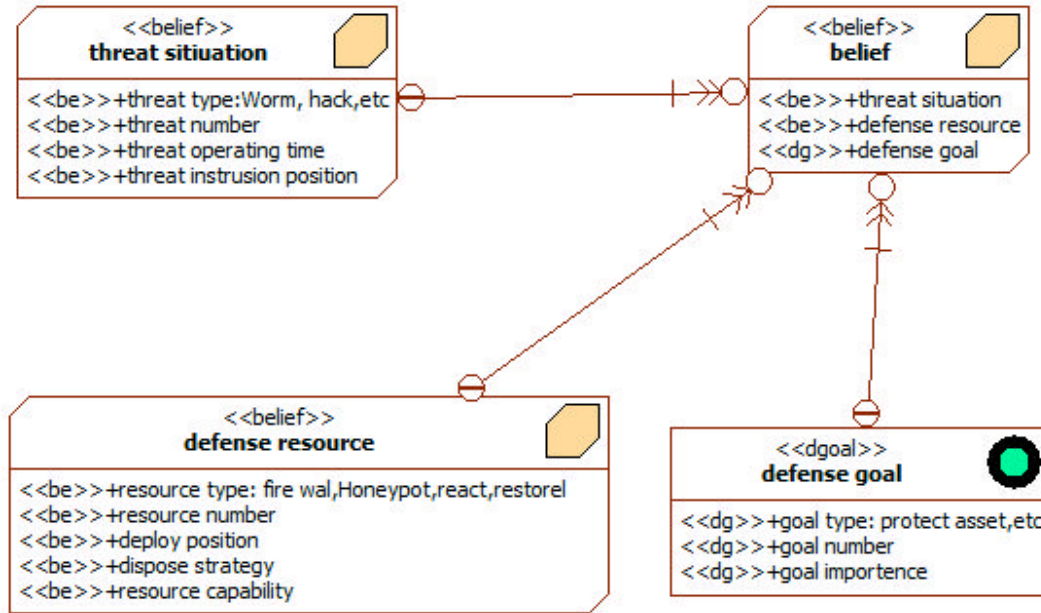 <<belief>>
threat sitiuation
<<be>>+threat type:Worm, hack,etc
<<be>>+threat number
<<be>>+threat operating time
<<be>>+threat instrusion position
<<belief>>
belief
<<be>>+threat situation
<<be>>+defense resource
<<dg>>+defense goal
<<belief>>
defense resource
<<be>>+resource type: fire wal,Honeypot,react,restorel
<<be>>+resource number
<<be>>+deploy position
<<be>>+dispose strategy
<<be>>+resource capability
<<dgoal>>
defense goal
<<dg>>+goal type: protect asset,etc
<<dg>>+goal number
<<dg>>+goal importence